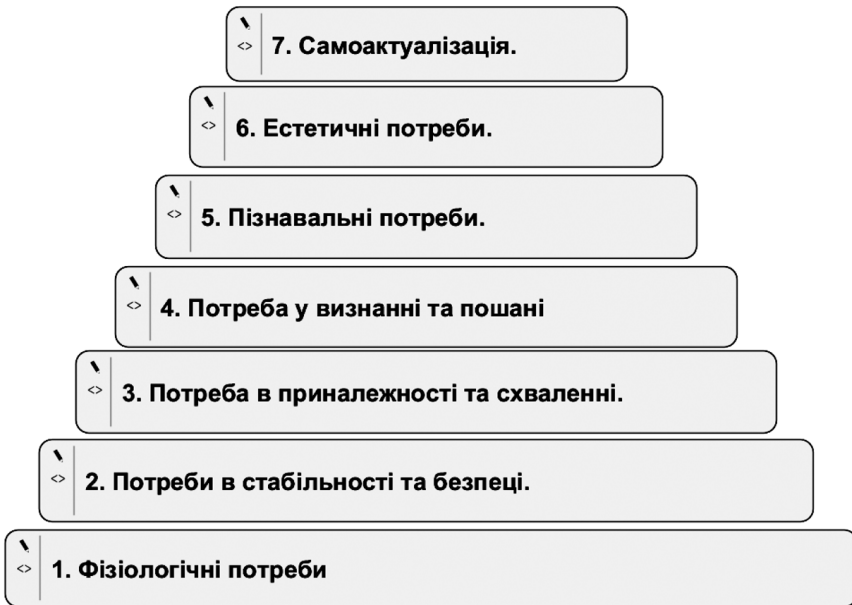 7. Самоактуалізація.
6. Естетичні потреби.
5. Пізнавальні потреби.
4. Потреба у визнанні та пошані
3. Потреба в приналежності та схваленні.
2. Потреби в стабільності та безпеці.
1. Фізіологічні потреби